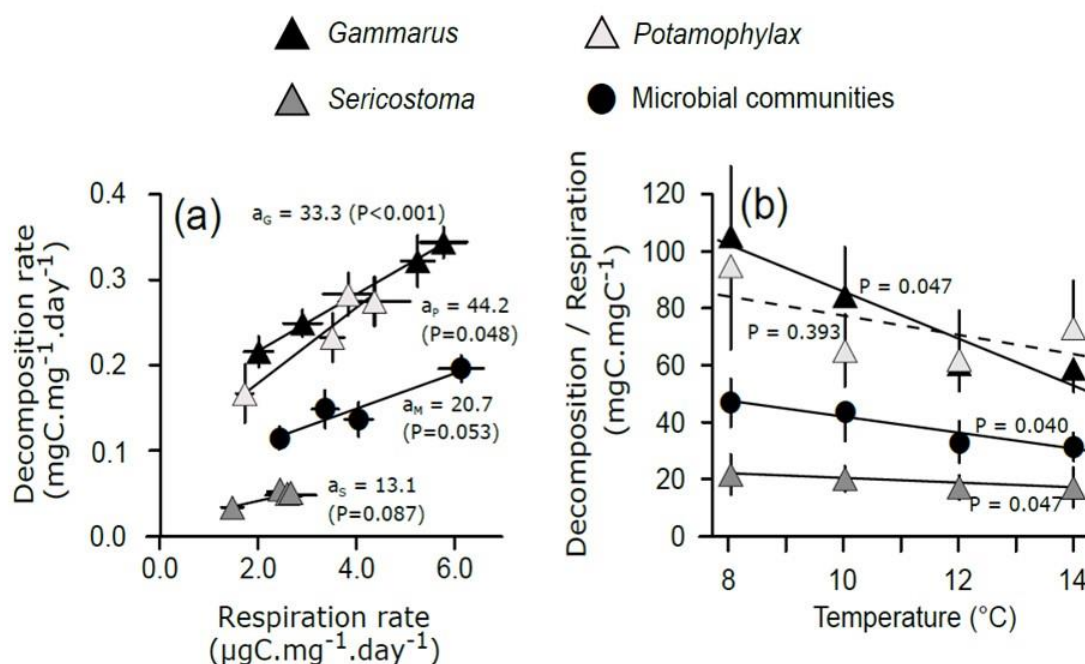 Gammarus
Potamophylax
Sericostoma
Microbial communities
(a)
Decomposition rate
(mgC.mg⁻¹.day⁻¹)
0.4
0.3
0.2
0.1
0.0
a_G = 33.3 (P<0.001)
a_P = 44.2
(P=0.048)
a_M = 20.7
(P=0.053)
a_S = 13.1
(P=0.087)
0.0 2.0 4.0 6.0
Respiration rate
(µgC.mg⁻¹.day⁻¹)
(b)
Decomposition / Respiration
(mgC.mgC⁻¹)
120
100
80
60
40
20
0
P = 0.047
P = 0.393
P = 0.040
P = 0.047
8 10 12 14
Temperature (°C)